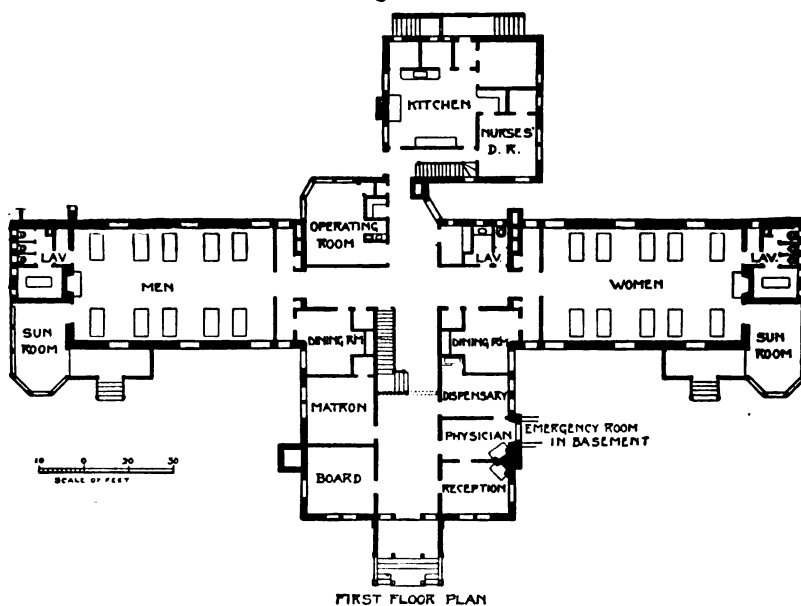 KITCHEN
NURSES'
D. R.
OPERATING
ROOM
LAV
MEN
LAV.
WOMEN
LAV.
SUN
ROOM
DINING RM
DINING RM
SUN
ROOM
MATRON
DISPENSARY
PHYSICIAN
EMERGENCY ROOM
IN BASEMENT
BOARD
RECEPTION
10 0 10 20 30
SCALE OF FEET
FIRST FLOOR PLAN